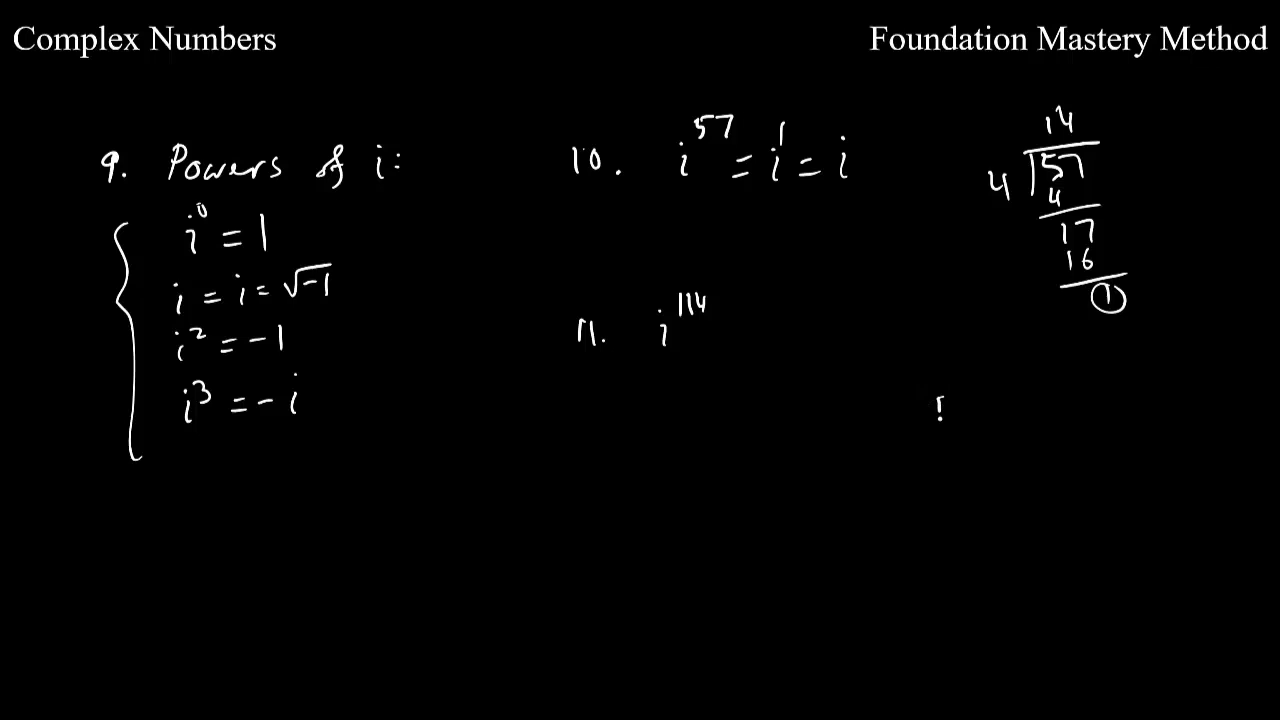 Complex Numbers
Foundation Mastery Method
9. Powers of i:
i⁰ = 1
i = i = √-1
i² = -1
i³ = -i
10. i⁵⁷ = i¹ = i
11. i¹¹⁴
14
4 57
4
17
16
1